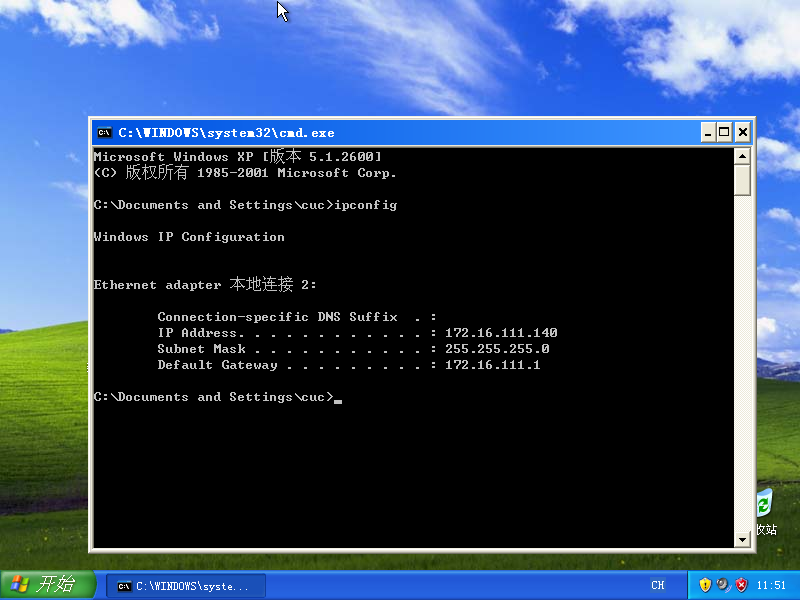 C:\WINDOWS\system32\cmd.exe
Microsoft Windows XP [版本 5.1.2600]
(C) 版权所有 1985-2001 Microsoft Corp.
C:\Documents and Settings\cuc>ipconfig
Windows IP Configuration
Ethernet adapter 本地连接 2:
Connection-specific DNS Suffix  . :
IP Address. . . . . . . . . . . . : 172.16.111.140
Subnet Mask . . . . . . . . . . . : 255.255.255.0
Default Gateway . . . . . . . . . : 172.16.111.1
C:\Documents and Settings\cuc>
收站
开始
C:\WINDOWS\syste...
CH
11:51